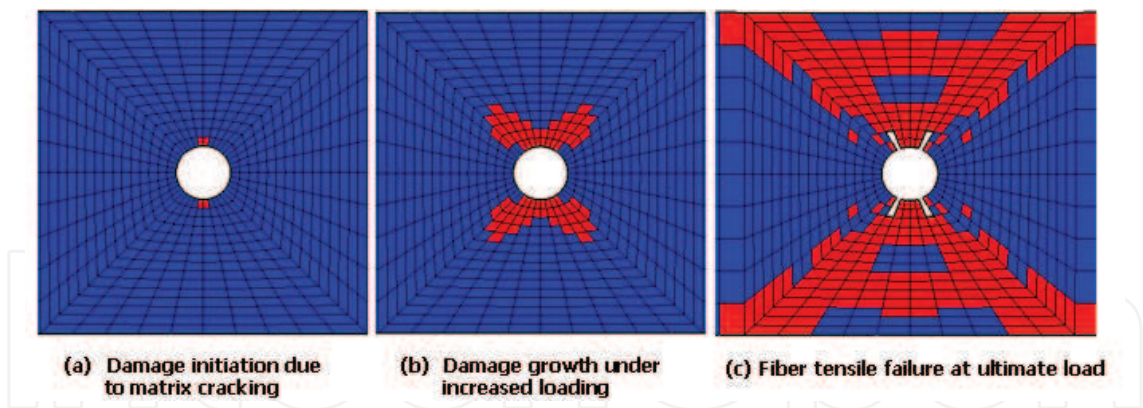 (a) Damage initiation due
to matrix cracking
(b) Damage growth under
increased loading
(c) Fiber tensile failure at ultimate load